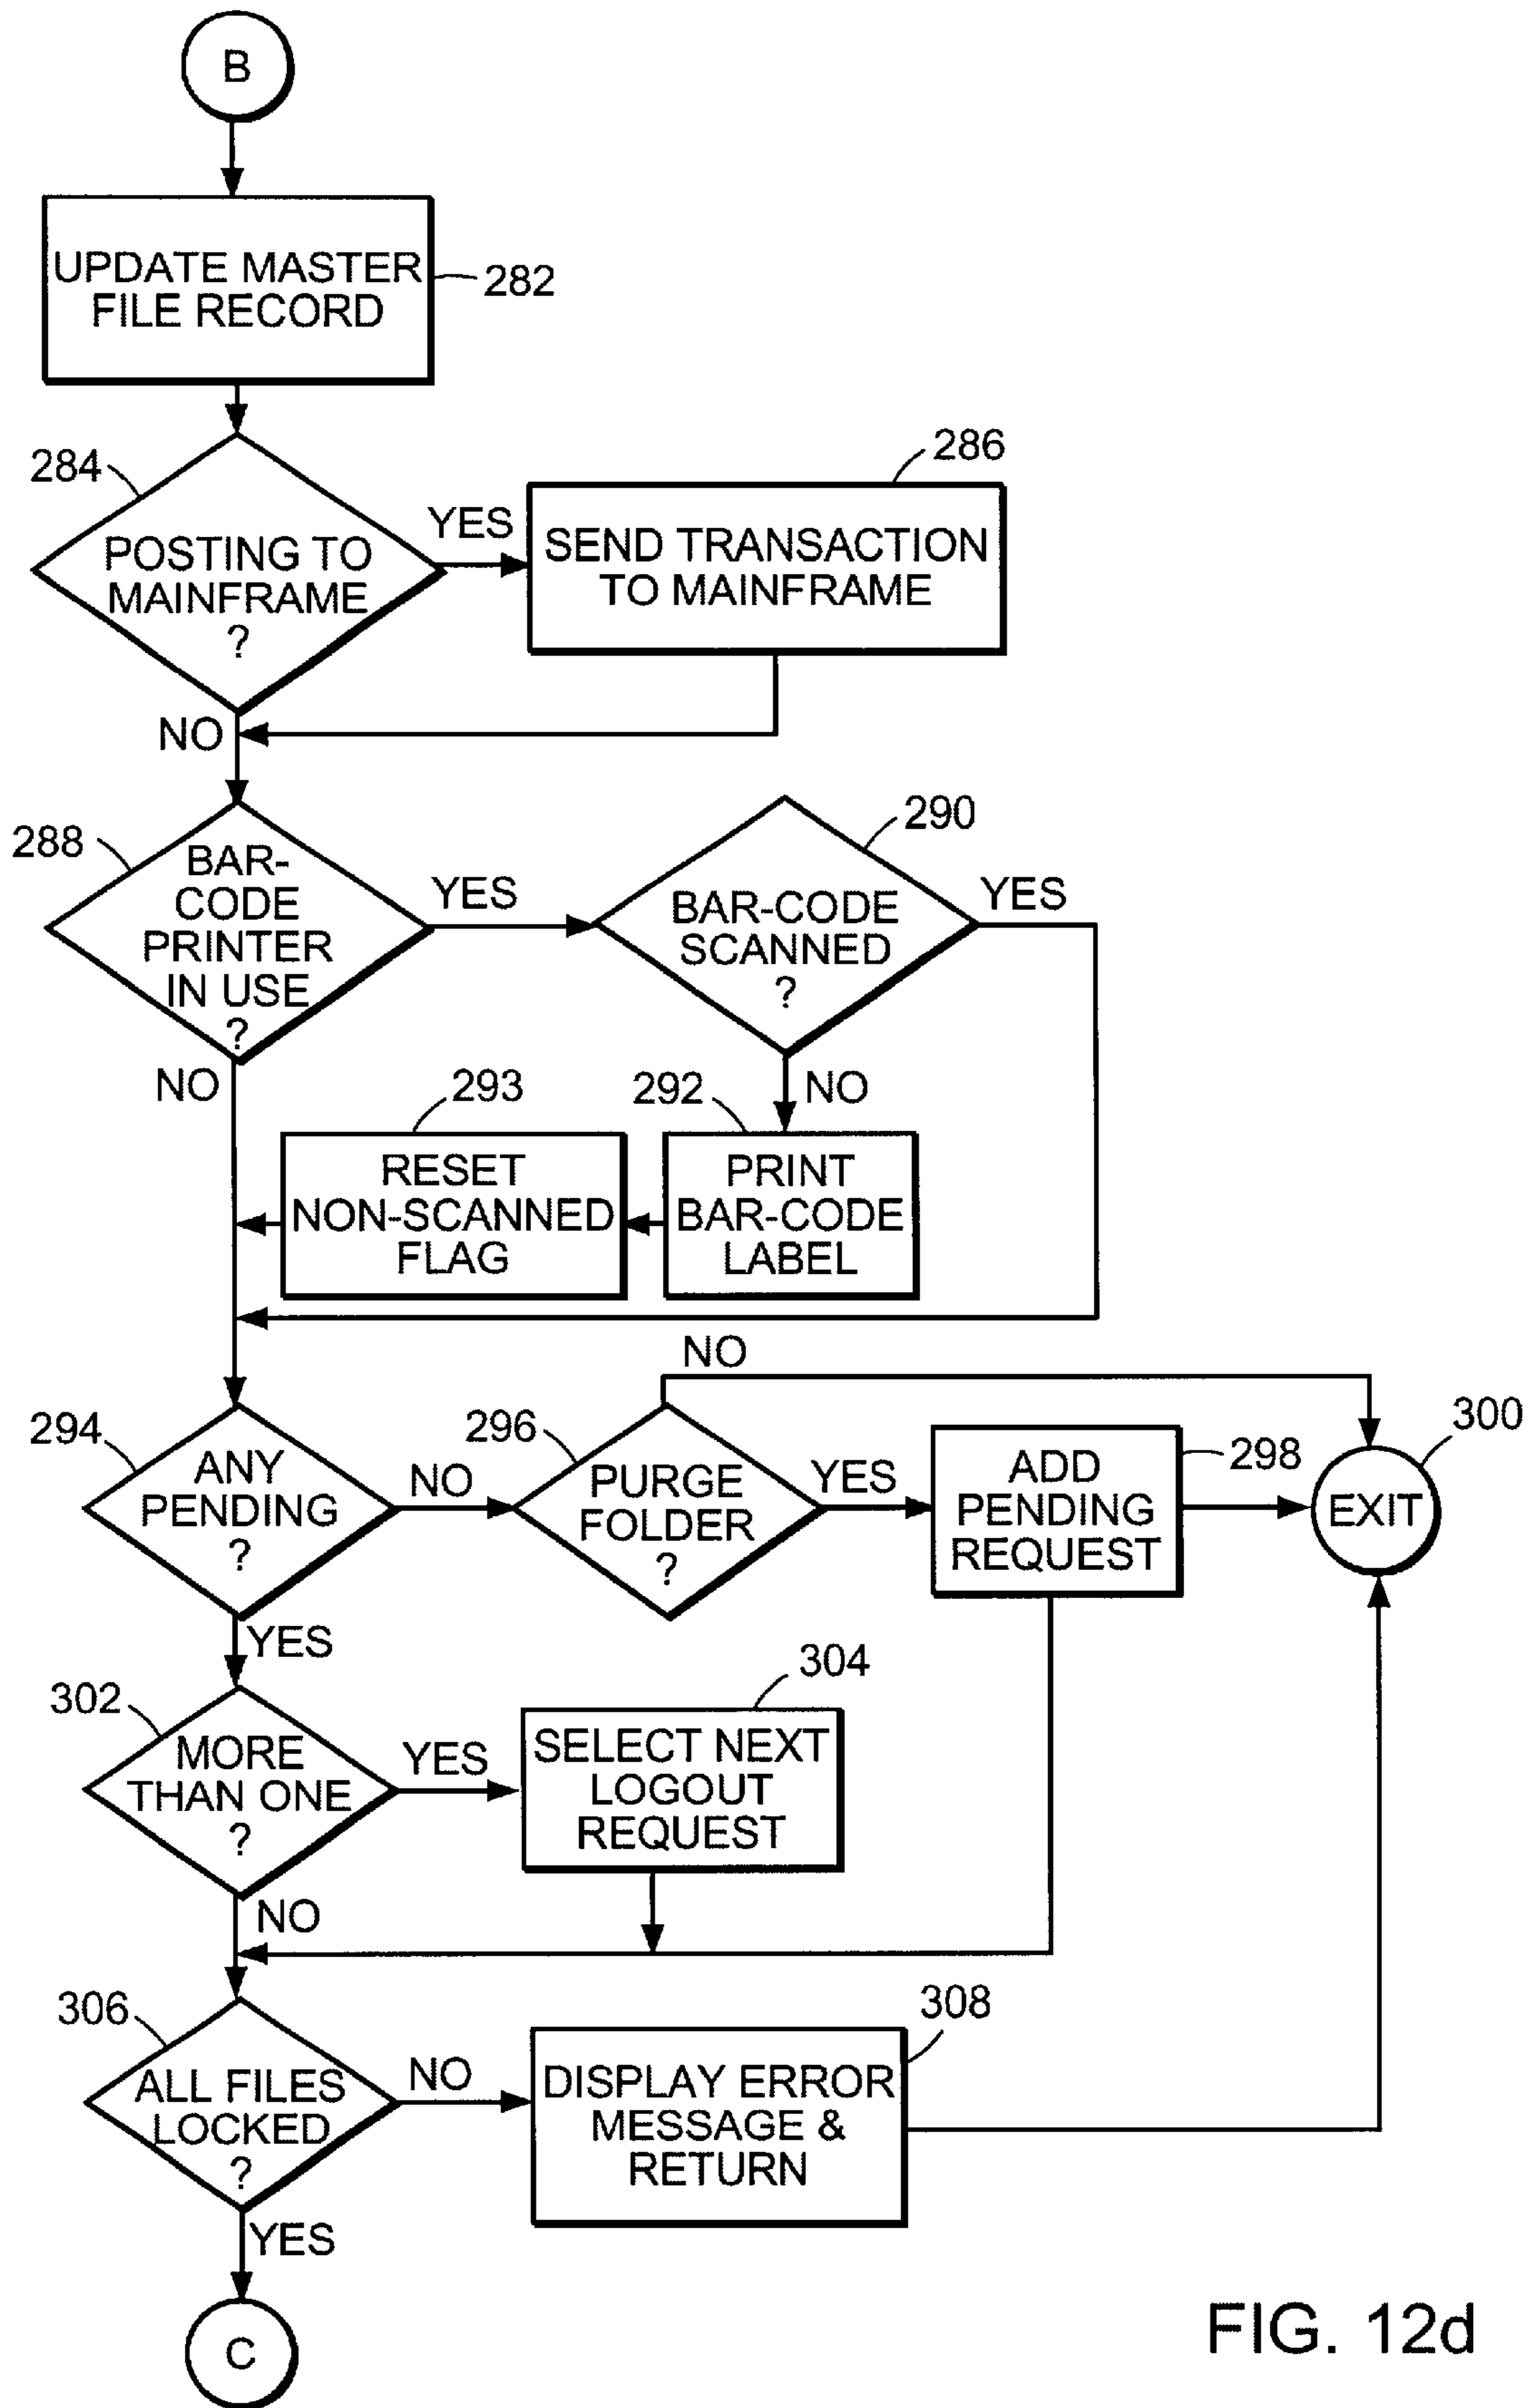 B
UPDATE MASTER
FILE RECORD
282
284
POSTING TO
MAINFRAME
?
YES
286
SEND TRANSACTION
TO MAINFRAME
NO
288
BAR-
CODE
PRINTER
IN USE
?
YES
290
BAR-CODE
SCANNED
?
YES
NO
NO
293
RESET
NON-SCANNED
FLAG
292
PRINT
BAR-CODE
LABEL
NO
294
ANY
PENDING
?
NO
296
PURGE
FOLDER
?
YES
ADD
PENDING
REQUEST
298
300
EXIT
YES
302
MORE
THAN ONE
?
YES
304
SELECT NEXT
LOGOUT
REQUEST
NO
306
ALL FILES
LOCKED
?
NO
308
DISPLAY ERROR
MESSAGE &
RETURN
YES
C
FIG. 12d